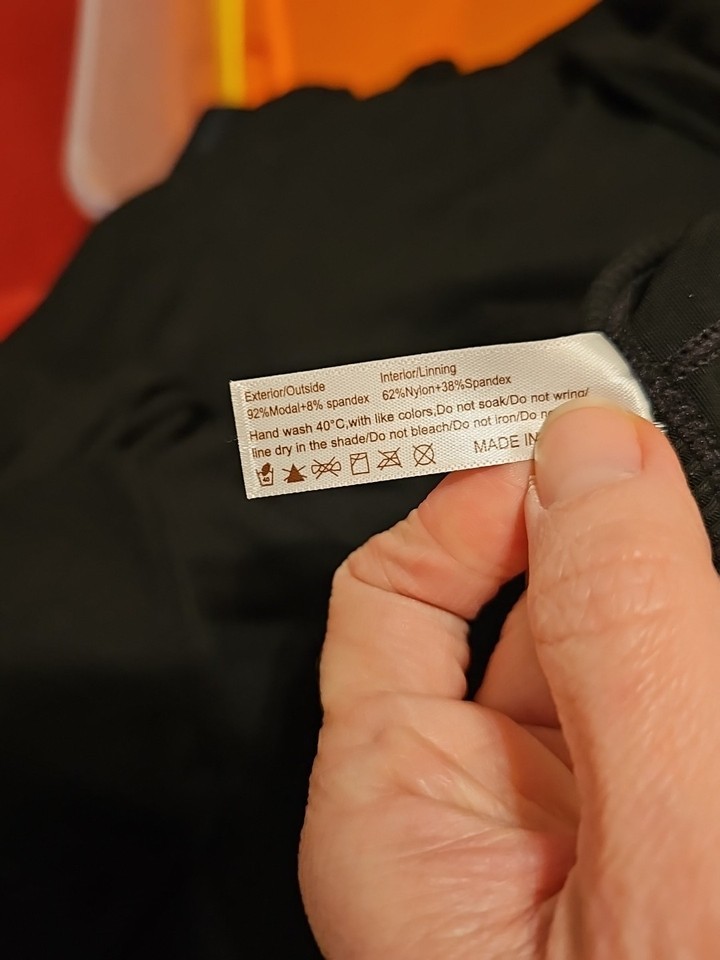 Exterior/Outside
92%Modal+8% spandex
Interior/Linning
62%Nylon+38%Spandex
Hand wash 40°C,with like colors,Do not soak/Do not wring/
line dry in the shade/Do not bleach/Do not iron/Do
MADE IN